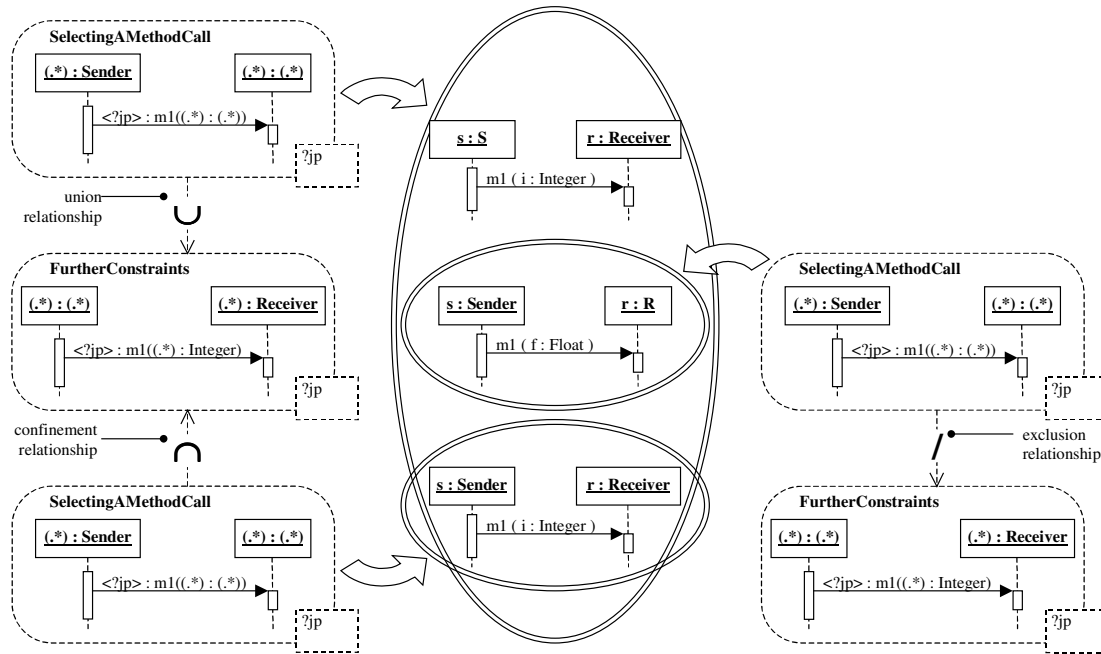 SelectingAMethodCall
(.*) : Sender
(.*) : (.*)
<?jp> : m1((.*) : (.*))
?jp
union
relationship
∪
FurtherConstraints
(.*) : (.*)
(.*) : Receiver
<?jp> : m1((.*) : Integer)
?jp
confinement
relationship
∩
SelectingAMethodCall
(.*) : Sender
(.*) : (.*)
<?jp> : m1((.*) : (.*))
?jp
s : S
r : Receiver
m1 ( i : Integer )
s : Sender
r : R
m1 ( f : Float )
s : Sender
r : Receiver
m1 ( i : Integer )
SelectingAMethodCall
(.*) : Sender
(.*) : (.*)
<?jp> : m1((.*) : (.*))
?jp
/
exclusion
relationship
FurtherConstraints
(.*) : (.*)
(.*) : Receiver
<?jp> : m1((.*) : Integer)
?jp